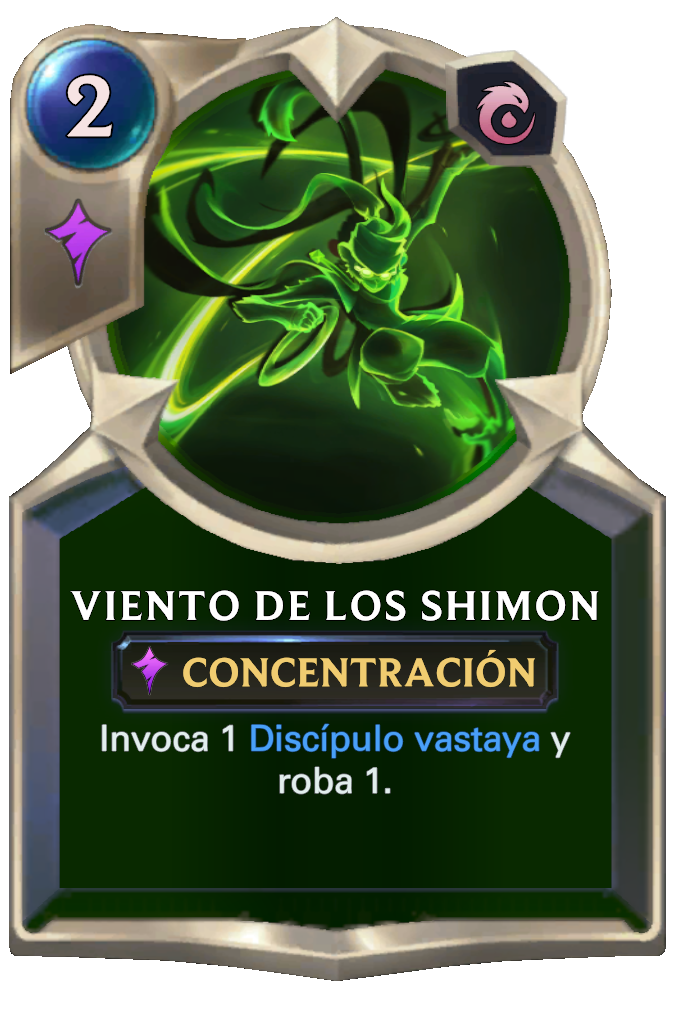 2
VIENTO DE LOS SHIMON
CONCENTRACIÓN
Invoca 1 Discípulo vastaya y
roba 1.